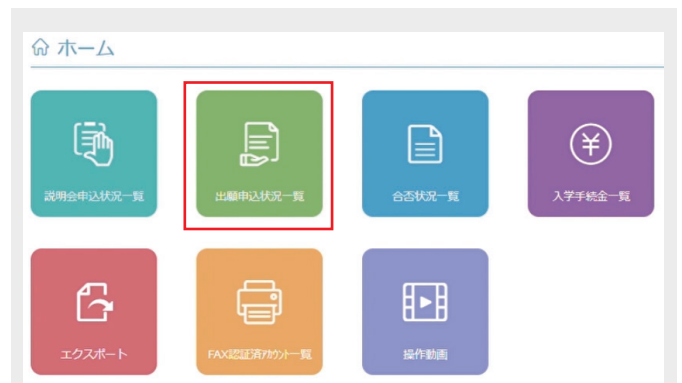 ホーム
説明会申込状況一覧
出願申込状況一覧
合否状況一覧
入学手続金一覧
エクスポート
FAX認証済ｱｶｳﾝﾄ一覧
操作動画